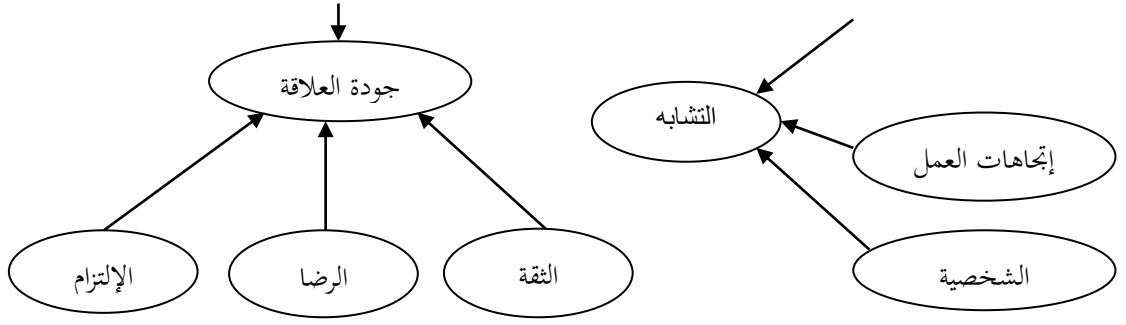 جودة العلاقة
التشابه
إتجاهات العمل
الثقة
الرضا
الإلتزام
الشخصية